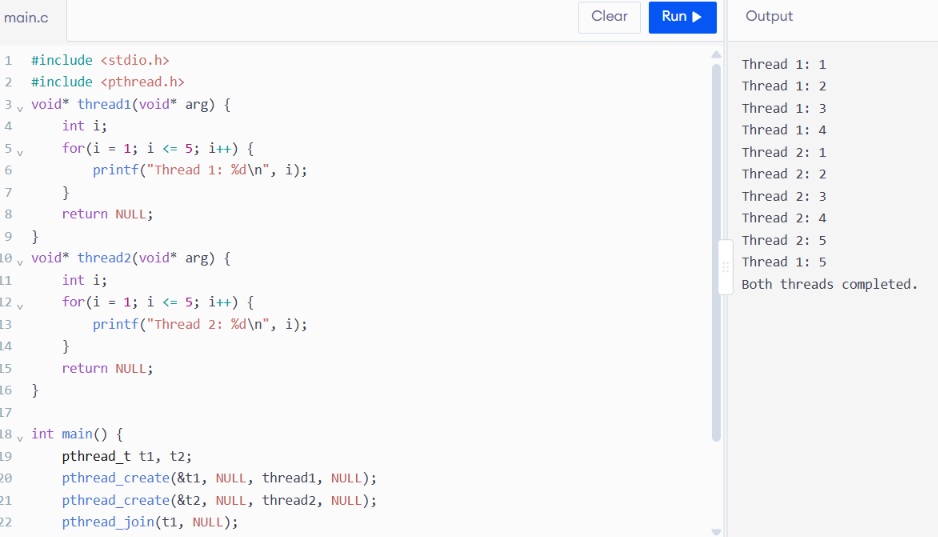 main.c
Clear
Run
Output
1 #include <stdio.h>
2 #include <pthread.h>
3 void* thread1(void* arg) {
4     int i;
5     for(i = 1; i <= 5; i++) {
6         printf("Thread 1: %d\n", i);
7     }
8     return NULL;
9 }
10 void* thread2(void* arg) {
11     int i;
12     for(i = 1; i <= 5; i++) {
13         printf("Thread 2: %d\n", i);
14     }
15     return NULL;
16 }
17
18 int main() {
19     pthread_t t1, t2;
20     pthread_create(&t1, NULL, thread1, NULL);
21     pthread_create(&t2, NULL, thread2, NULL);
22     pthread_join(t1, NULL);
Thread 1: 1
Thread 1: 2
Thread 1: 3
Thread 1: 4
Thread 2: 1
Thread 2: 2
Thread 2: 3
Thread 2: 4
Thread 2: 5
Thread 1: 5
Both threads completed.